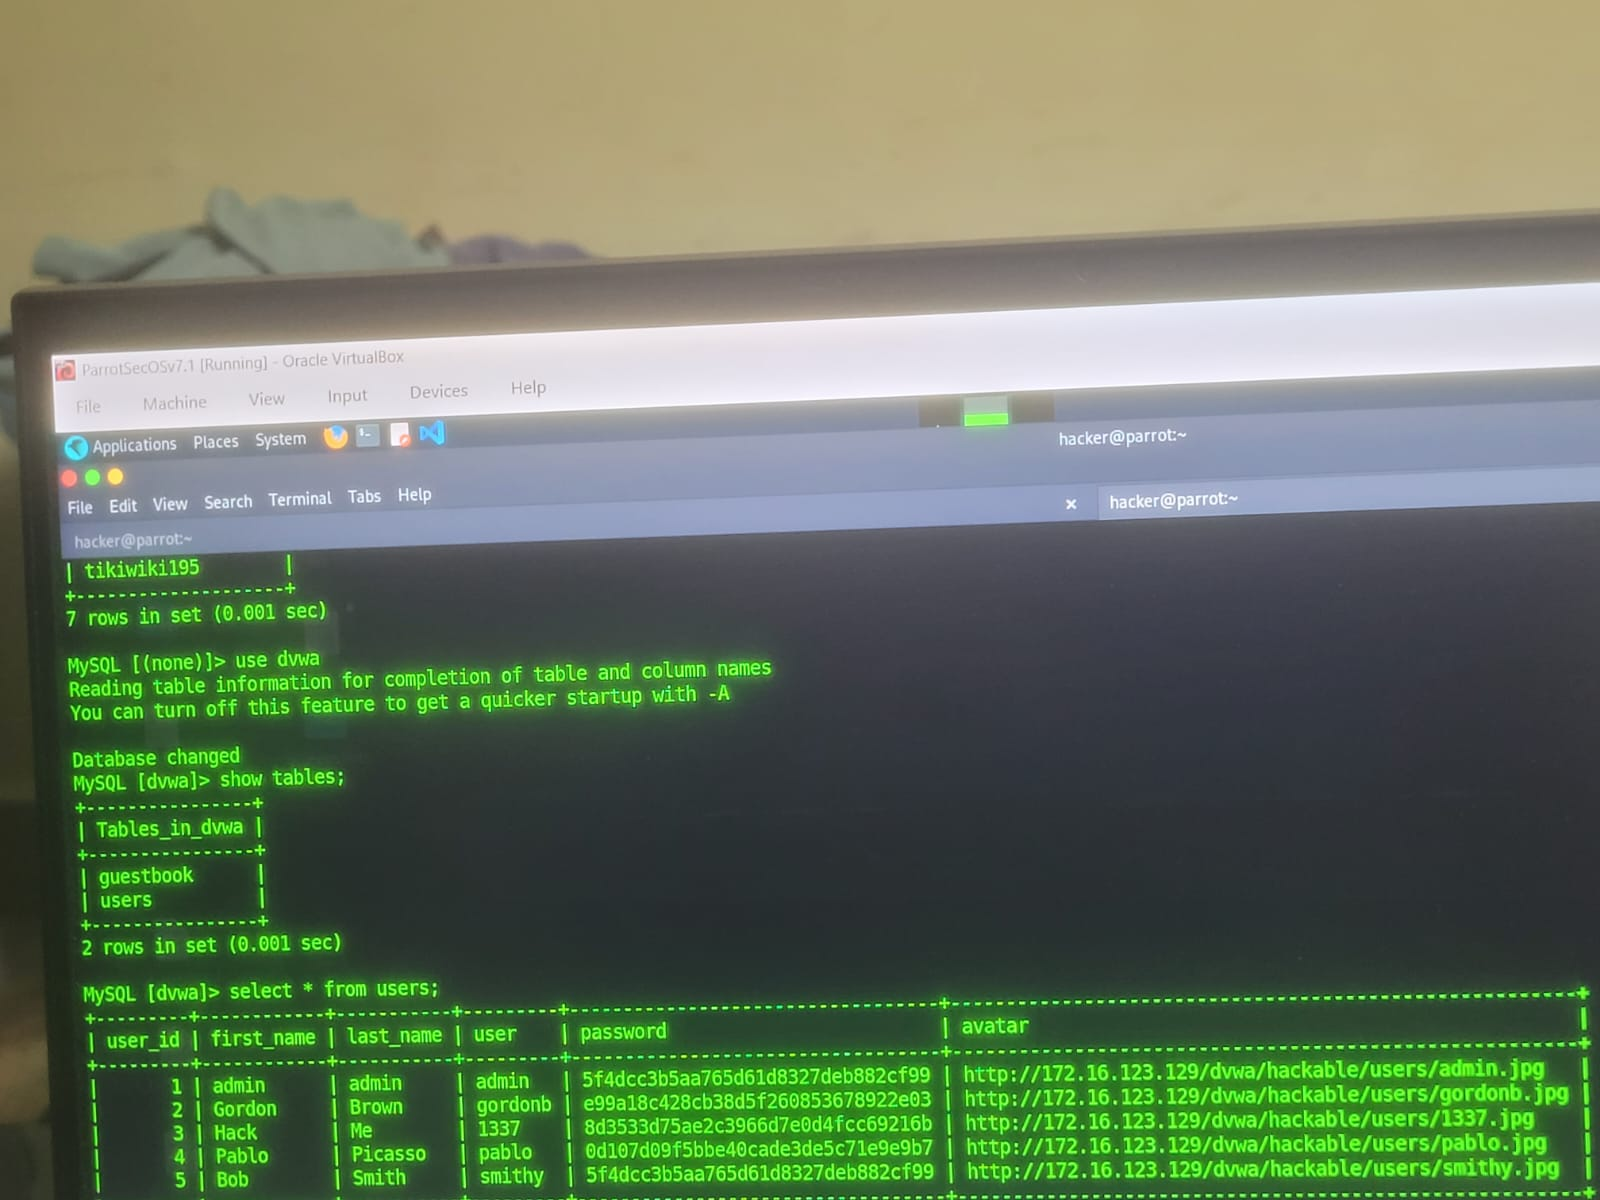 ParrotSecOSv7.1 [Running] - Oracle VirtualBox
File Machine View Input Devices Help
Applications Places System
hacker@parrot:~
File Edit View Search Terminal Tabs Help
hacker@parrot:~ × hacker@parrot:~
| tikiwiki195 |
+--------------------+
7 rows in set (0.001 sec)
MySQL [(none)]> use dvwa
Reading table information for completion of table and column names
You can turn off this feature to get a quicker startup with -A
Database changed
MySQL [dvwa]> show tables;
+----------------+
| Tables_in_dvwa |
+----------------+
| guestbook |
| users |
+----------------+
2 rows in set (0.001 sec)
MySQL [dvwa]> select * from users;
+---------+------------+-----------+---------+----------------------------------+------------------------------------------------------+
| user_id | first_name | last_name | user | password | avatar |
+---------+------------+-----------+---------+----------------------------------+------------------------------------------------------+
| 1 | admin | admin | admin | 5f4dcc3b5aa765d61d8327deb882cf99 | http://172.16.123.129/dvwa/hackable/users/admin.jpg |
| 2 | Gordon | Brown | gordonb | e99a18c428cb38d5f260853678922e03 | http://172.16.123.129/dvwa/hackable/users/gordonb.jpg |
| 3 | Hack | Me | 1337 | 8d3533d75ae2c3966d7e0d4fcc69216b | http://172.16.123.129/dvwa/hackable/users/1337.jpg |
| 4 | Pablo | Picasso | pablo | 0d107d09f5bbe40cade3de5c71e9e9b7 | http://172.16.123.129/dvwa/hackable/users/pablo.jpg |
| 5 | Bob | Smith | smithy | 5f4dcc3b5aa765d61d8327deb882cf99 | http://172.16.123.129/dvwa/hackable/users/smithy.jpg |